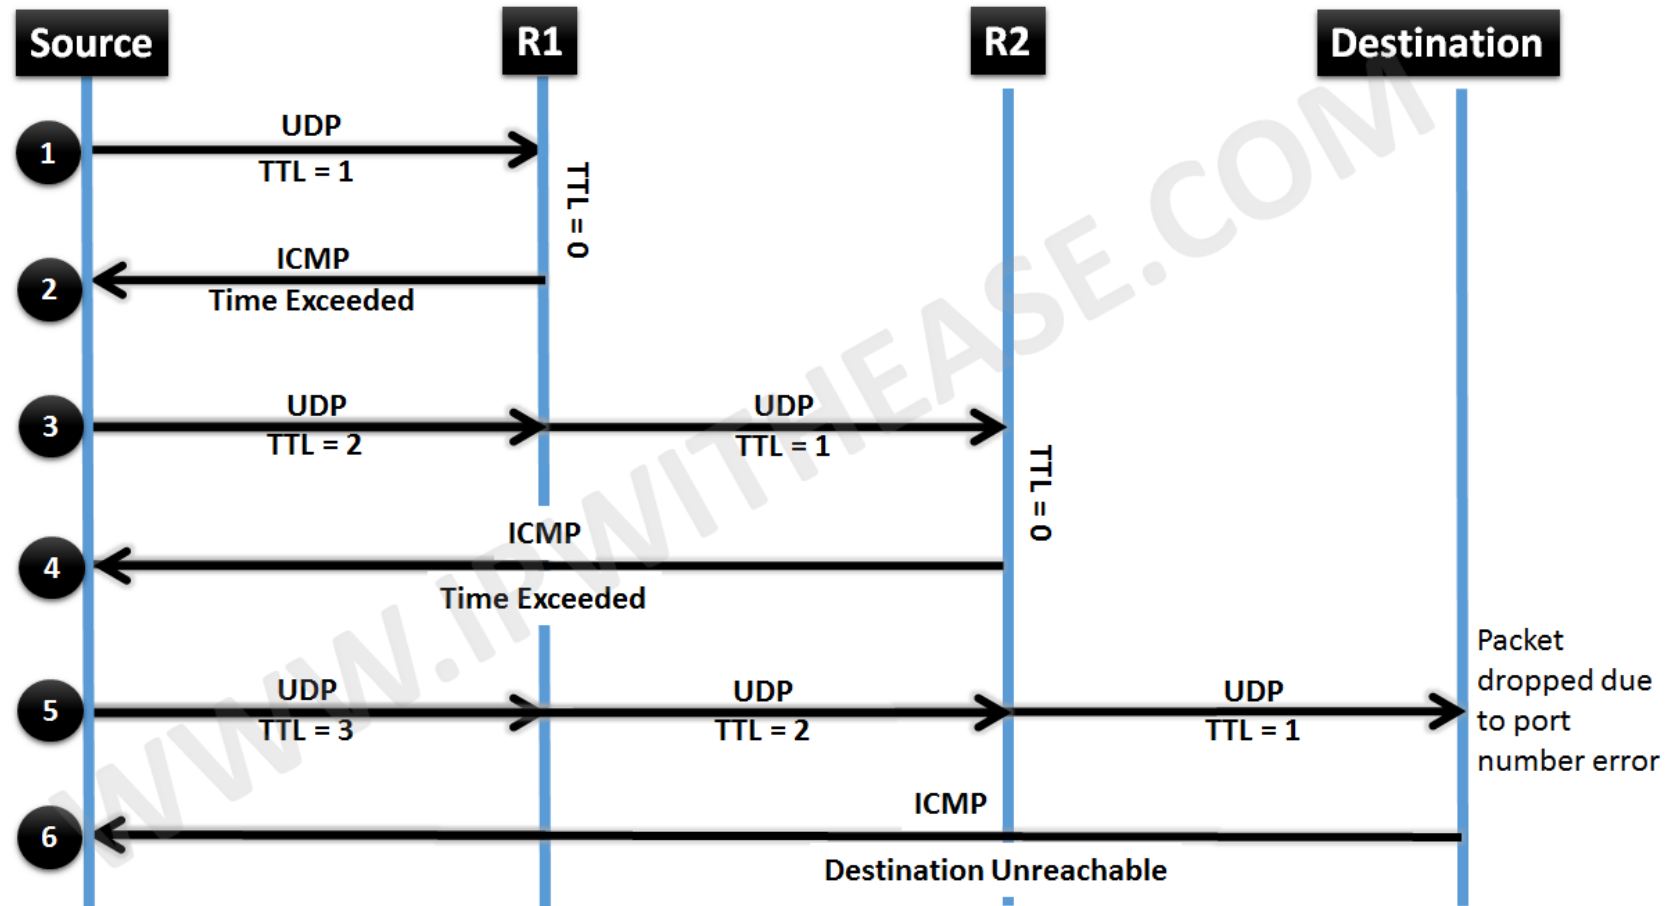 Source
R1
R2
Destination
1
UDP
TTL = 1
TTL = 0
2
ICMP
Time Exceeded
3
UDP
TTL = 2
UDP
TTL = 1
TTL = 0
4
ICMP
Time Exceeded
5
UDP
TTL = 3
UDP
TTL = 2
UDP
TTL = 1
Packet
dropped due
to port
number error
6
ICMP
Destination Unreachable
WWW.IPWITHEASE.COM